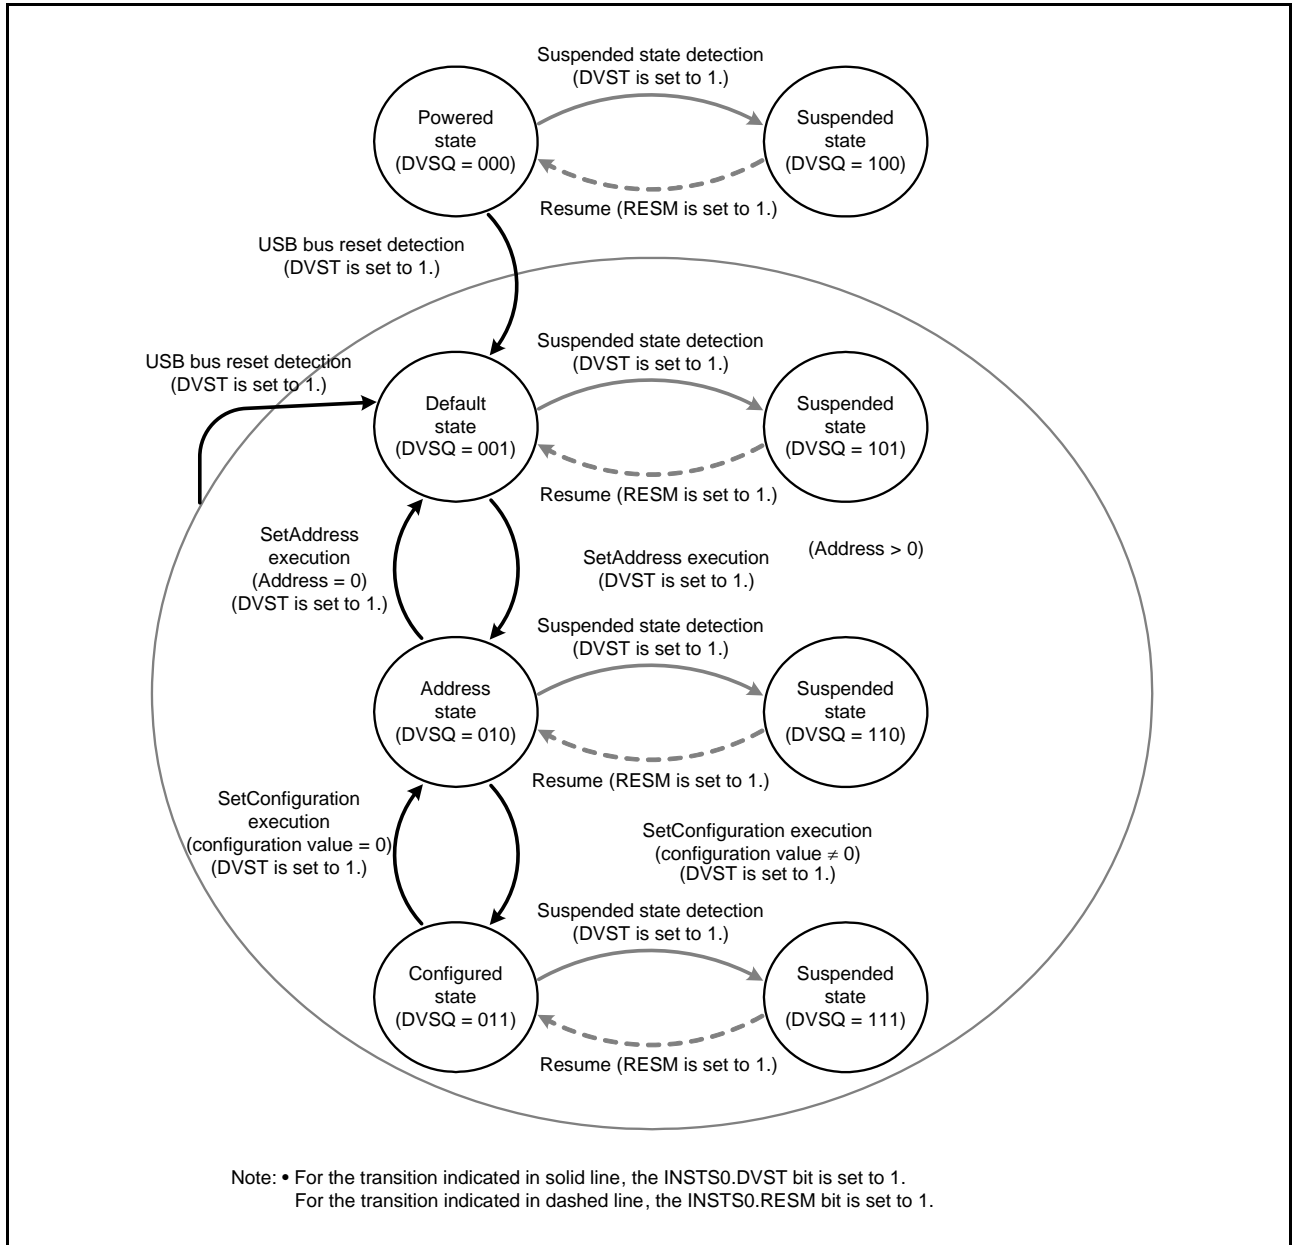 Suspended state detection
(DVST is set to 1.)
Powered
state
(DVSQ = 000)
Suspended
state
(DVSQ = 100)
Resume (RESM is set to 1.)
USB bus reset detection
(DVST is set to 1.)
USB bus reset detection
(DVST is set to 1.)
Suspended state detection
(DVST is set to 1.)
Default
state
(DVSQ = 001)
Suspended
state
(DVSQ = 101)
Resume (RESM is set to 1.)
SetAddress
execution
(Address = 0)
(DVST is set to 1.)
SetAddress execution
(DVST is set to 1.)
(Address > 0)
Suspended state detection
(DVST is set to 1.)
Address
state
(DVSQ = 010)
Suspended
state
(DVSQ = 110)
Resume (RESM is set to 1.)
SetConfiguration
execution
(configuration value = 0)
(DVST is set to 1.)
SetConfiguration execution
(configuration value ≠ 0)
(DVST is set to 1.)
Suspended state detection
(DVST is set to 1.)
Configured
state
(DVSQ = 011)
Suspended
state
(DVSQ = 111)
Resume (RESM is set to 1.)
Note: • For the transition indicated in solid line, the INSTS0.DVST bit is set to 1.
For the transition indicated in dashed line, the INSTS0.RESM bit is set to 1.